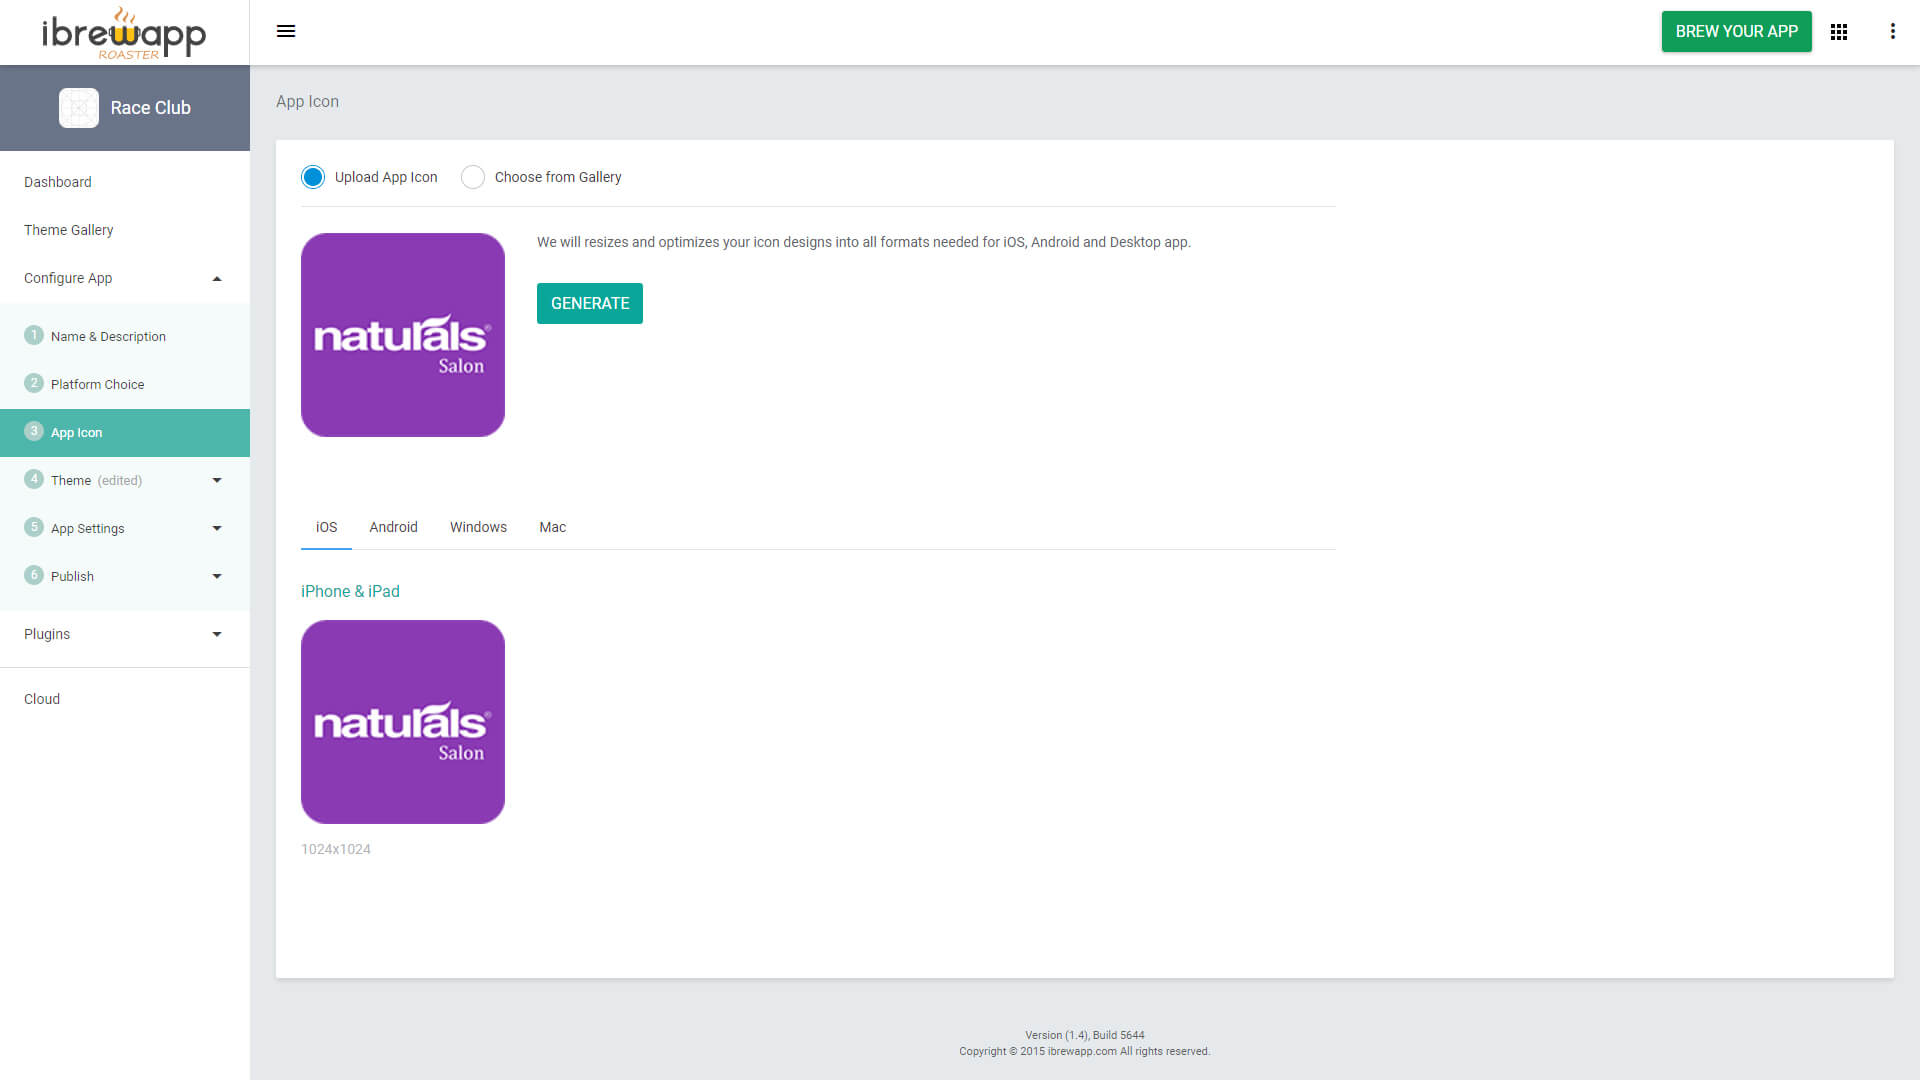 ibrewapp
ROASTER
BREW YOUR APP
Race Club
App Icon
Dashboard
Theme Gallery
Configure App
1 Name & Description
2 Platform Choice
3 App Icon
4 Theme (edited)
5 App Settings
6 Publish
Plugins
Cloud
Upload App Icon
Choose from Gallery
naturals®
Salon
We will resizes and optimizes your icon designs into all formats needed for iOS, Android and Desktop app.
GENERATE
iOS Android Windows Mac
iPhone & iPad
naturals®
Salon
1024x1024
Version (1.4), Build 5644
Copyright © 2015 ibrewapp.com All rights reserved.